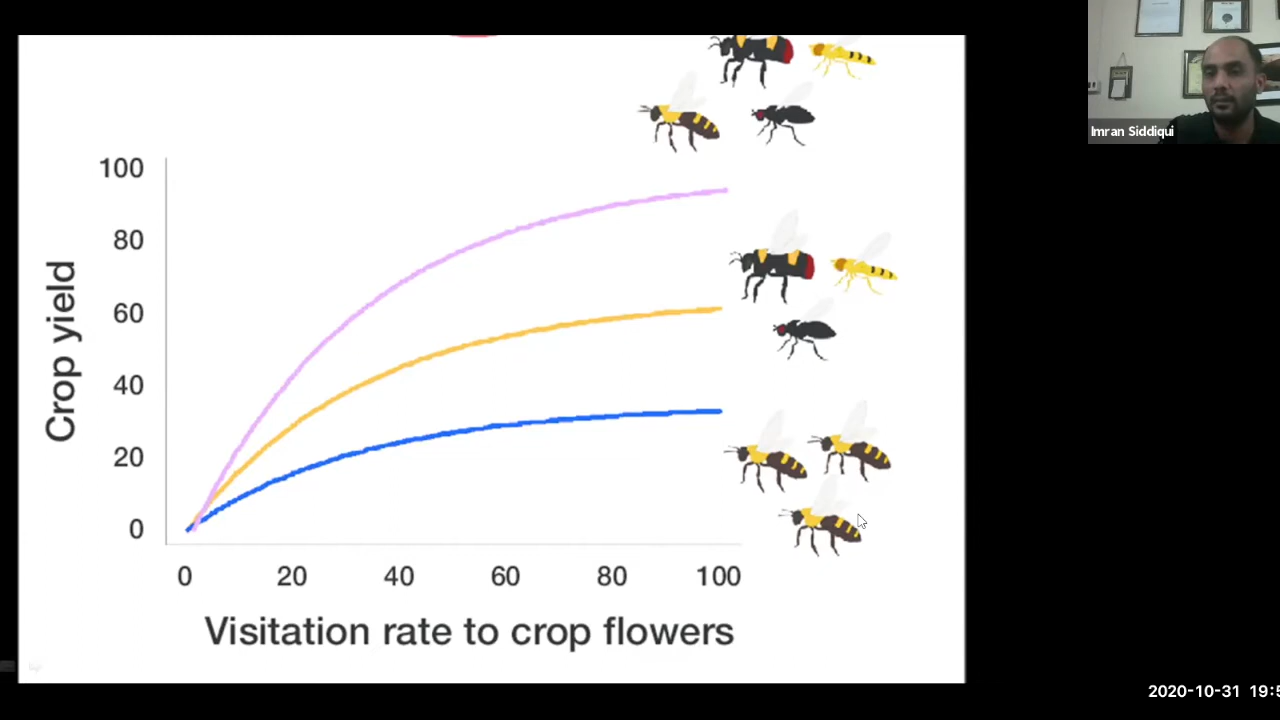 Imran Siddiqui
100
80
60
40
20
0
Crop yield
0 20 40 60 80 100
Visitation rate to crop flowers
2020-10-31 19:5